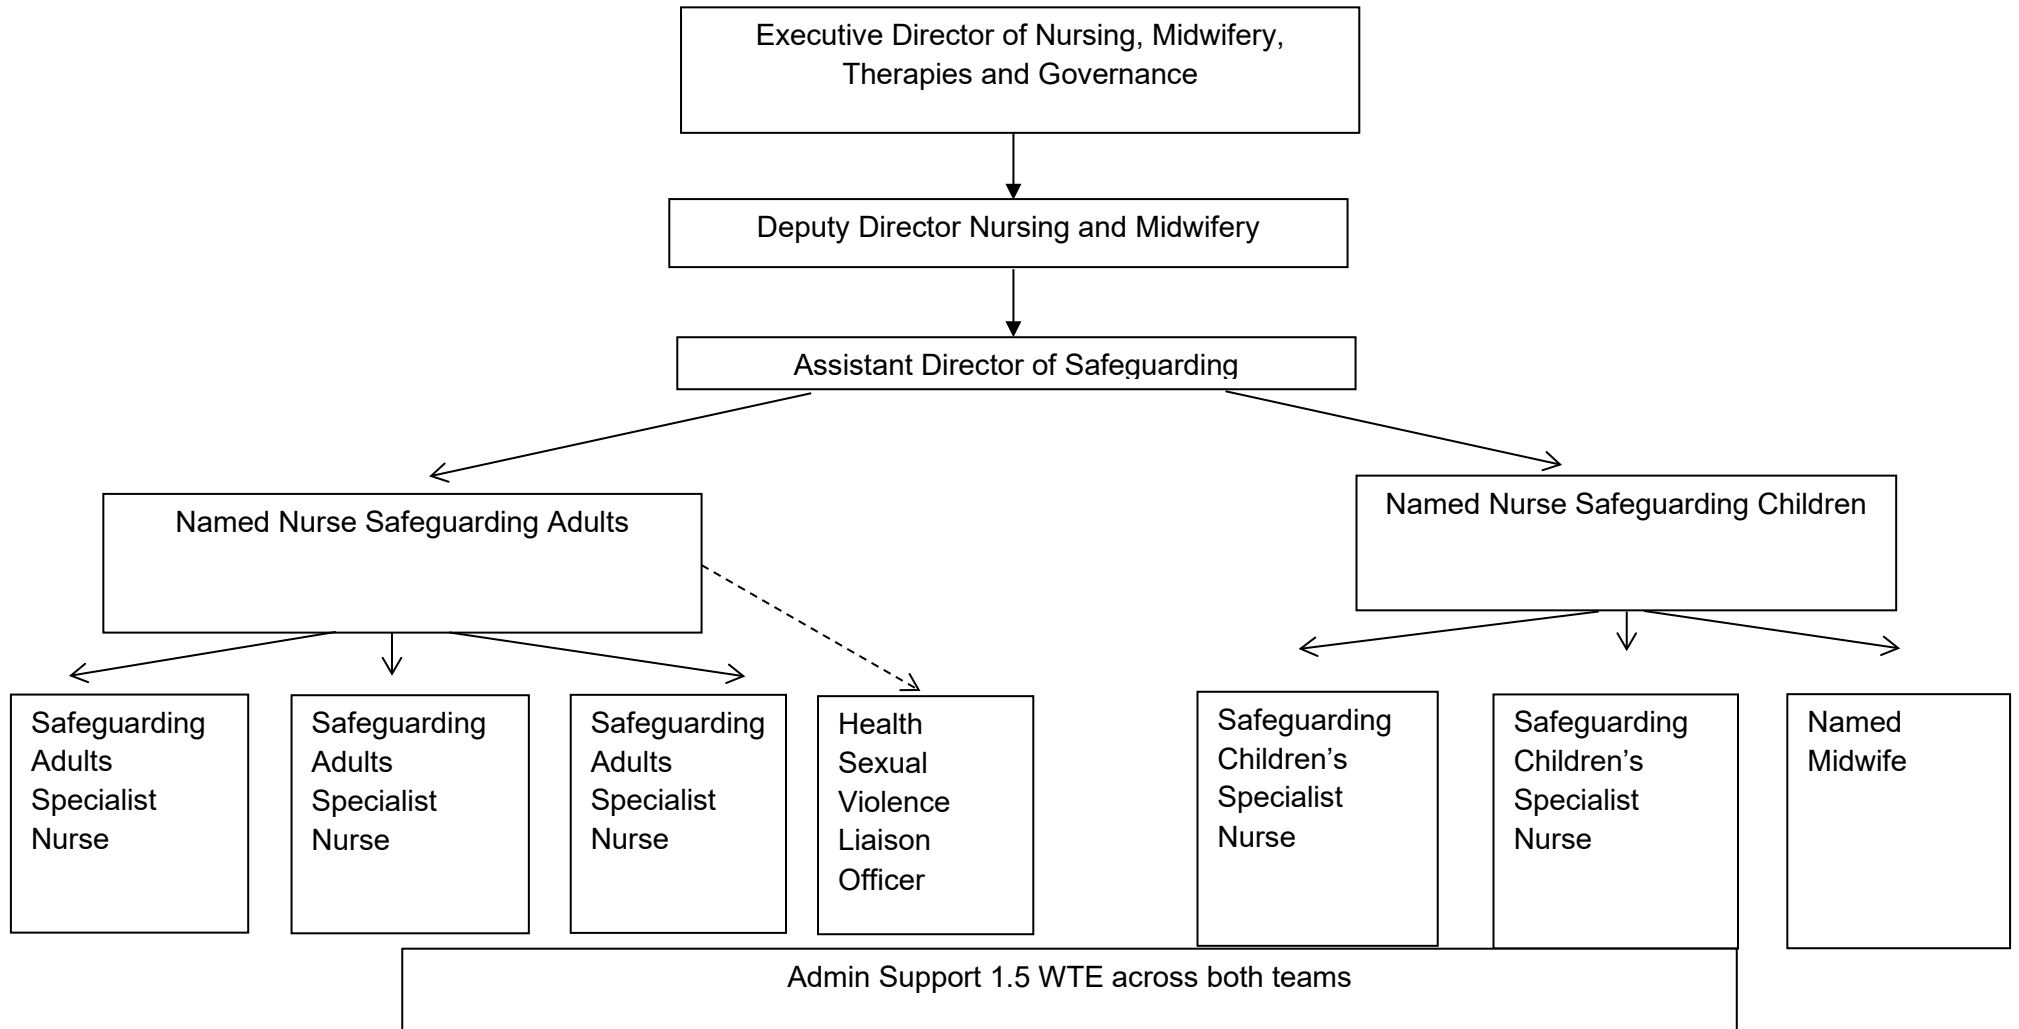 Executive Director of Nursing, Midwifery,
Therapies and Governance
Deputy Director Nursing and Midwifery
Assistant Director of Safeguarding
Named Nurse Safeguarding Adults
Named Nurse Safeguarding Children
Safeguarding
Adults
Specialist
Nurse
Safeguarding
Adults
Specialist
Nurse
Safeguarding
Adults
Specialist
Nurse
Health
Sexual
Violence
Liaison
Officer
Safeguarding
Children’s
Specialist
Nurse
Safeguarding
Children’s
Specialist
Nurse
Named
Midwife
Admin Support 1.5 WTE across both teams